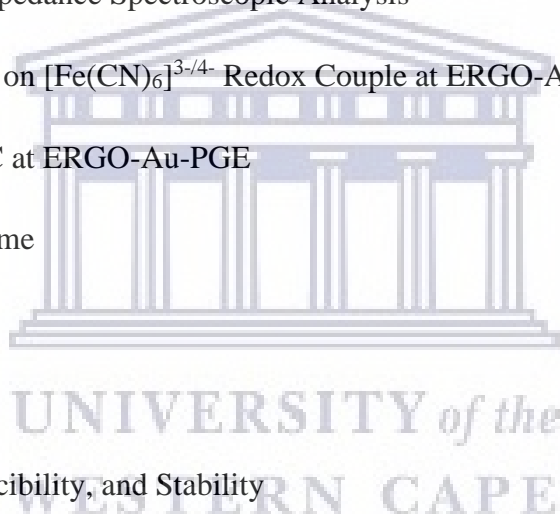 pedance Spectroscopic Analysis
on [Fe(CN)₆]³⁻/⁴⁻ Redox Couple at ERGO-A
at ERGO-Au-PGE
me
UNIVERSITY of the
cibility, and Stability
WESTERN CAPE